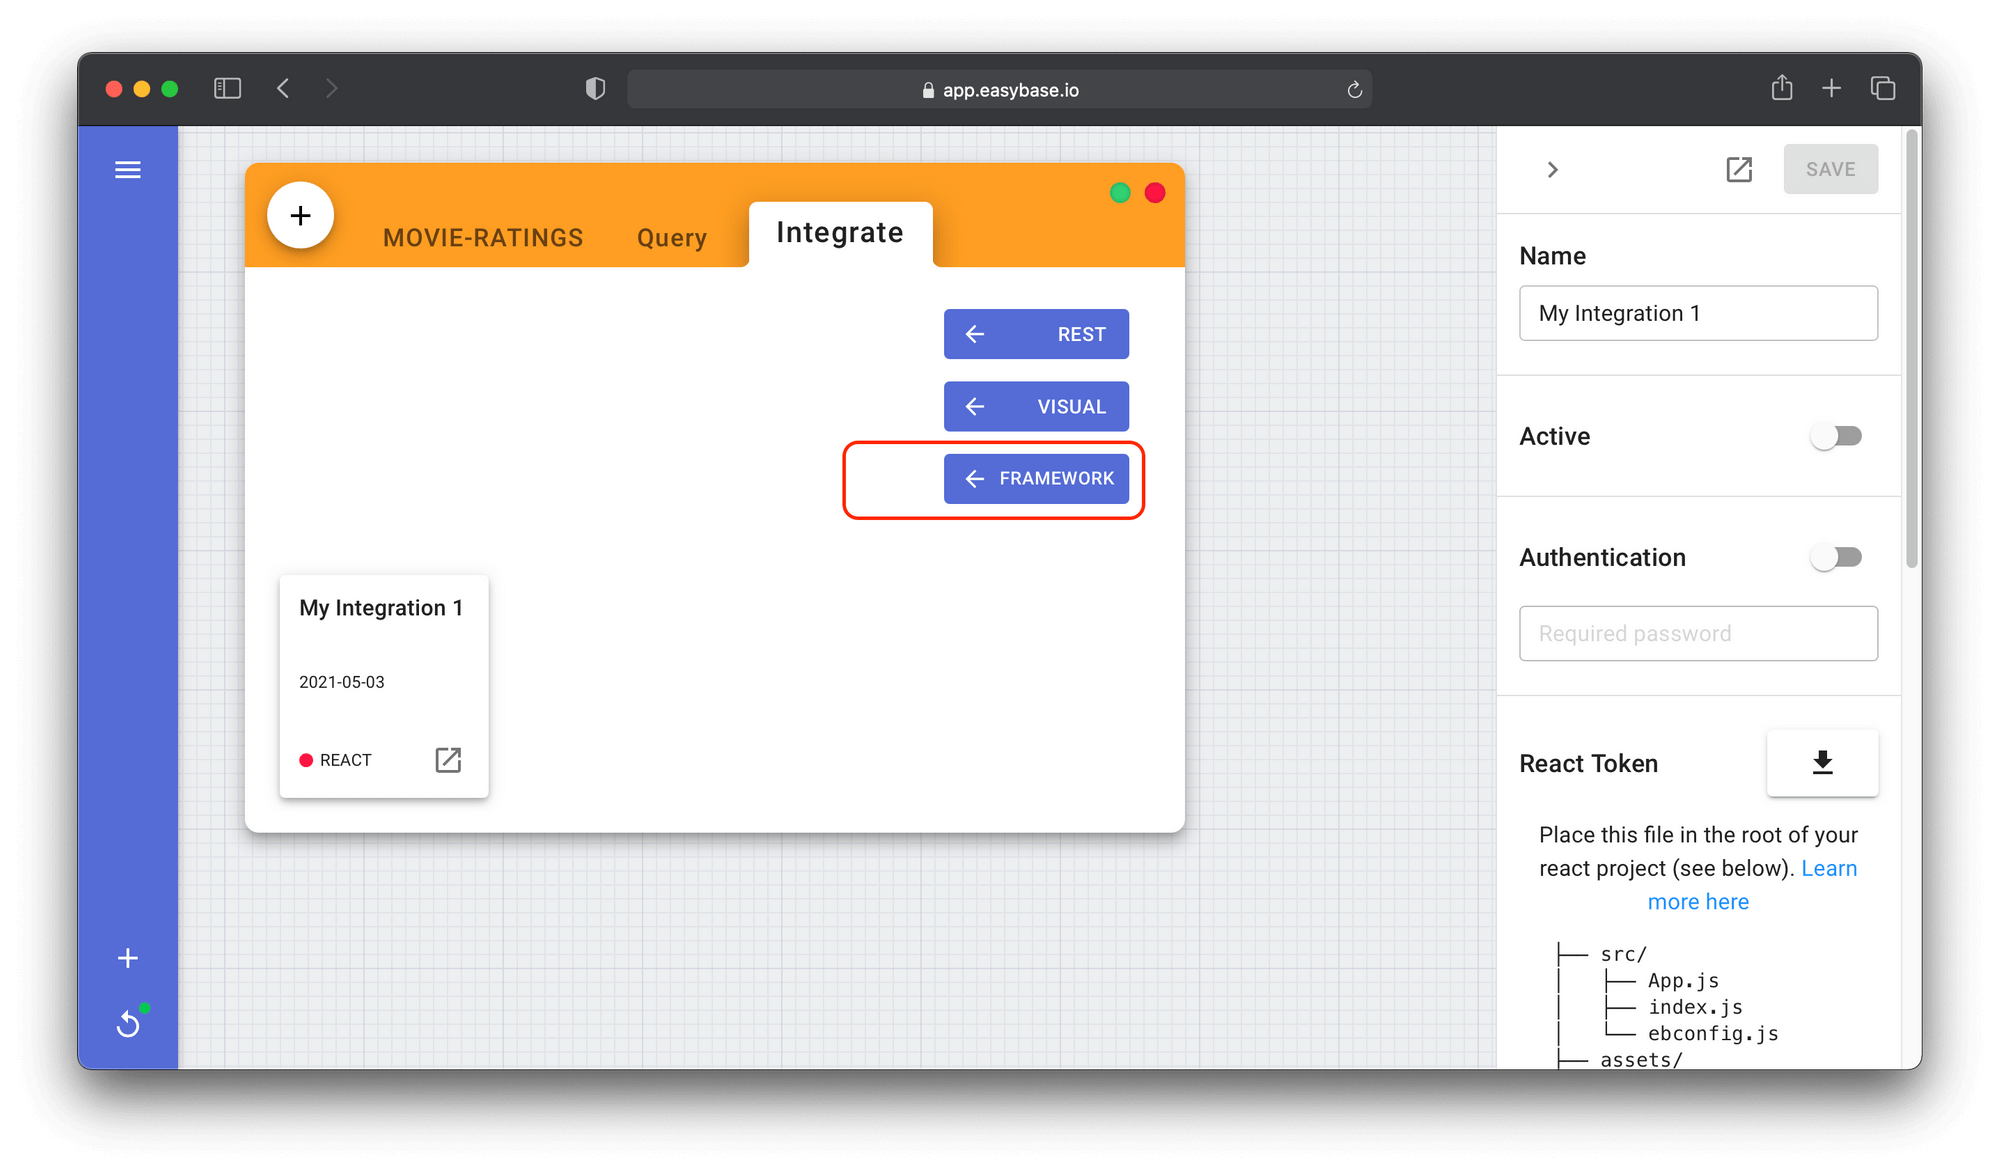 app.easybase.io
MOVIE-RATINGS
Query
Integrate
REST
VISUAL
FRAMEWORK
My Integration 1
2021-05-03
REACT
SAVE
Name
My Integration 1
Active
Authentication
Required password
React Token
Place this file in the root of your
react project (see below). Learn
more here
├── src/
│   ├── App.js
│   ├── index.js
│   └── ebconfig.js
├── assets/